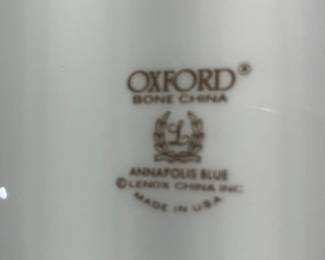 OXFORD®
BONE CHINA
L
ANNAPOLIS BLUE
© LENOX CHINA INC
MADE IN U.S.A.